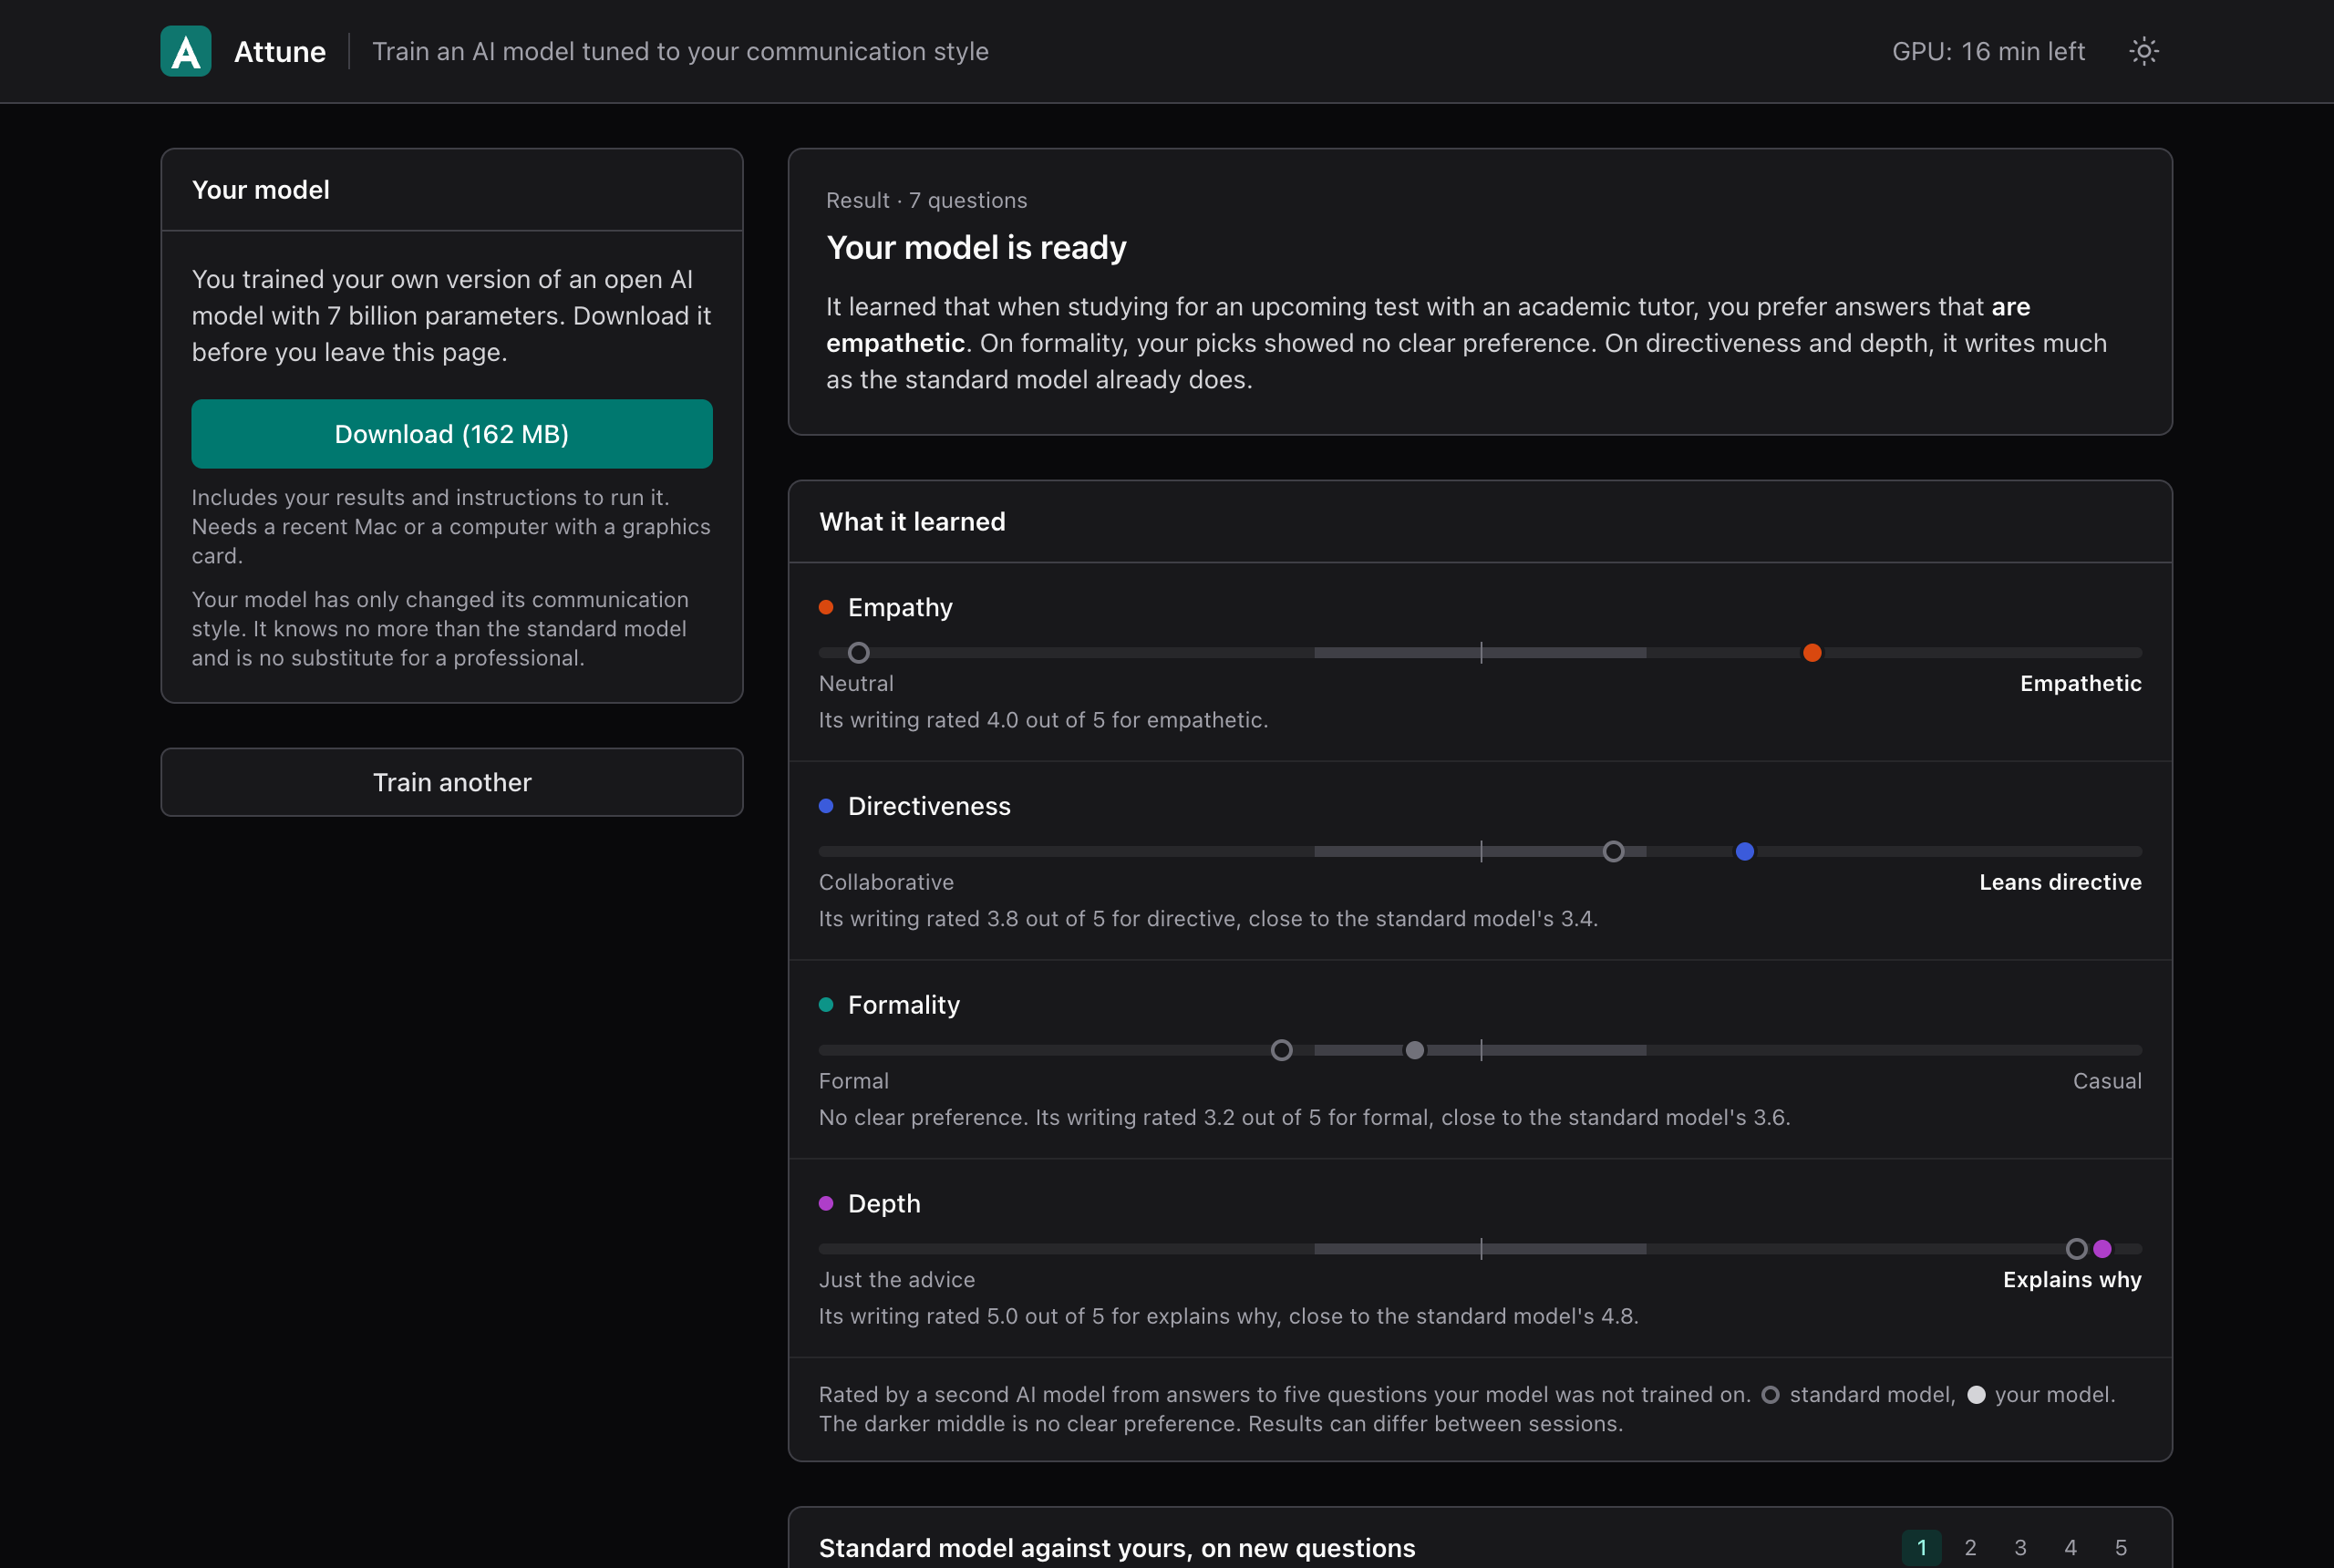 A Attune
Train an AI model tuned to your communication style
GPU: 16 min left
Your model
You trained your own version of an open AI
model with 7 billion parameters. Download it
before you leave this page.
Download (162 MB)
Includes your results and instructions to run it.
Needs a recent Mac or a computer with a graphics
card.
Your model has only changed its communication
style. It knows no more than the standard model
and is no substitute for a professional.
Train another
Result · 7 questions
Your model is ready
It learned that when studying for an upcoming test with an academic tutor, you prefer answers that are
empathetic. On formality, your picks showed no clear preference. On directiveness and depth, it writes much
as the standard model already does.
What it learned
Empathy
Neutral
Empathetic
Its writing rated 4.0 out of 5 for empathetic.
Directiveness
Collaborative
Leans directive
Its writing rated 3.8 out of 5 for directive, close to the standard model's 3.4.
Formality
Formal
Casual
No clear preference. Its writing rated 3.2 out of 5 for formal, close to the standard model's 3.6.
Depth
Just the advice
Explains why
Its writing rated 5.0 out of 5 for explains why, close to the standard model's 4.8.
Rated by a second AI model from answers to five questions your model was not trained on. standard model, your model.
The darker middle is no clear preference. Results can differ between sessions.
Standard model against yours, on new questions
1 2 3 4 5